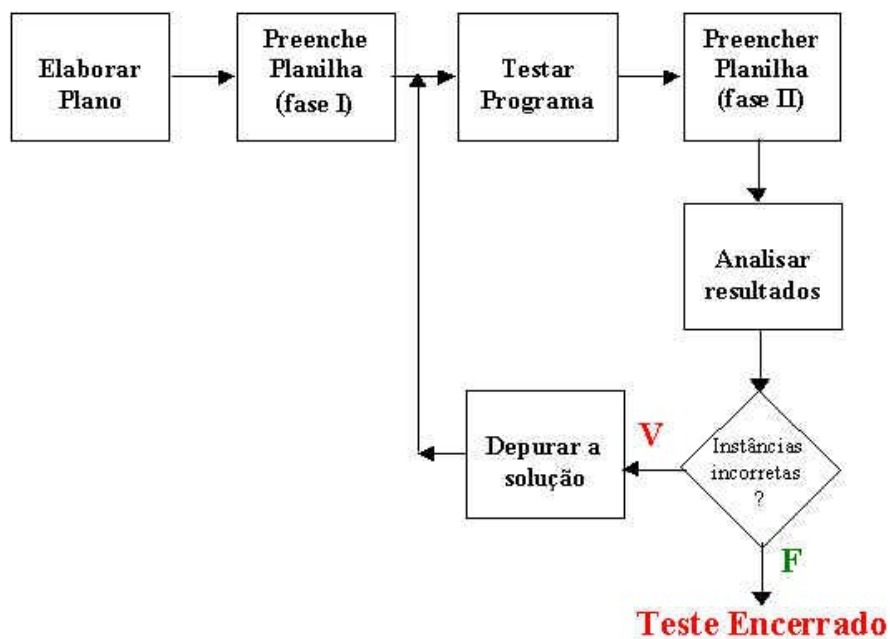 Elaborar
Plano
Preenche
Planilha
(fase I)
Testar
Programa
Preencher
Planilha
(fase II)
Analisar
resultados
Instâncias
incorretas
?
V
Depurar a
solução
F
Teste Encerrado